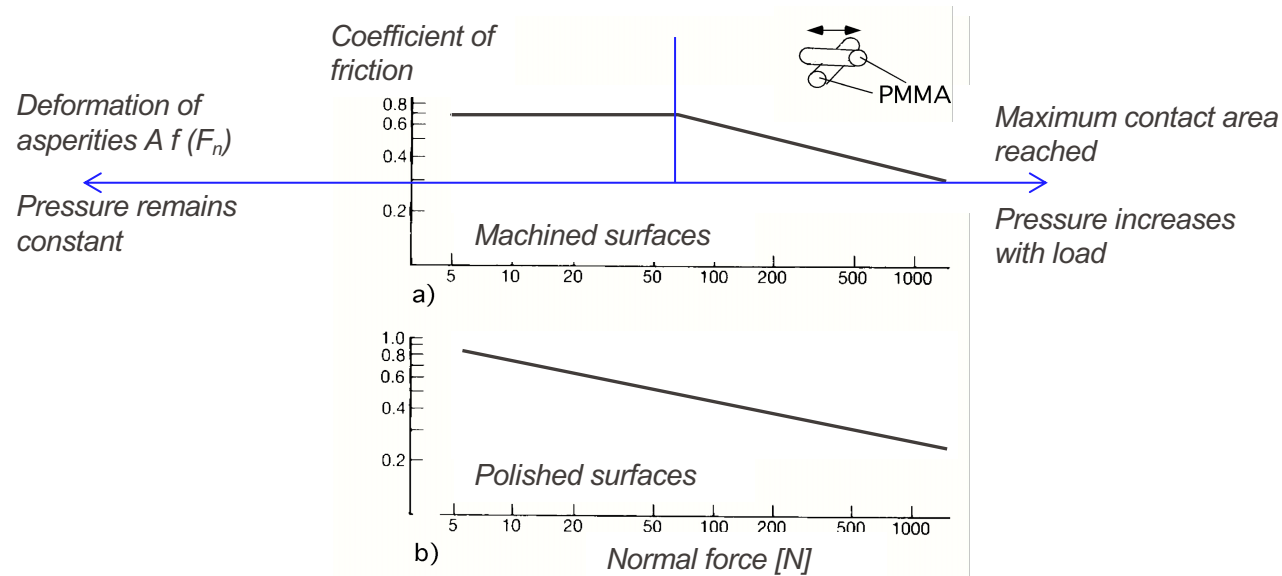 Coefficient of
friction
PMMA
Deformation of
asperities A f (Fn)
Pressure remains
constant
Maximum contact area
reached
Pressure increases
with load
0.8
0.6
0.4
0.2
Machined surfaces
5 10 20 50 100 200 500 1000
a)
1.0
0.8
0.6
0.4
0.2
Polished surfaces
5 10 20 50 100 200 500 1000
b)
Normal force [N]